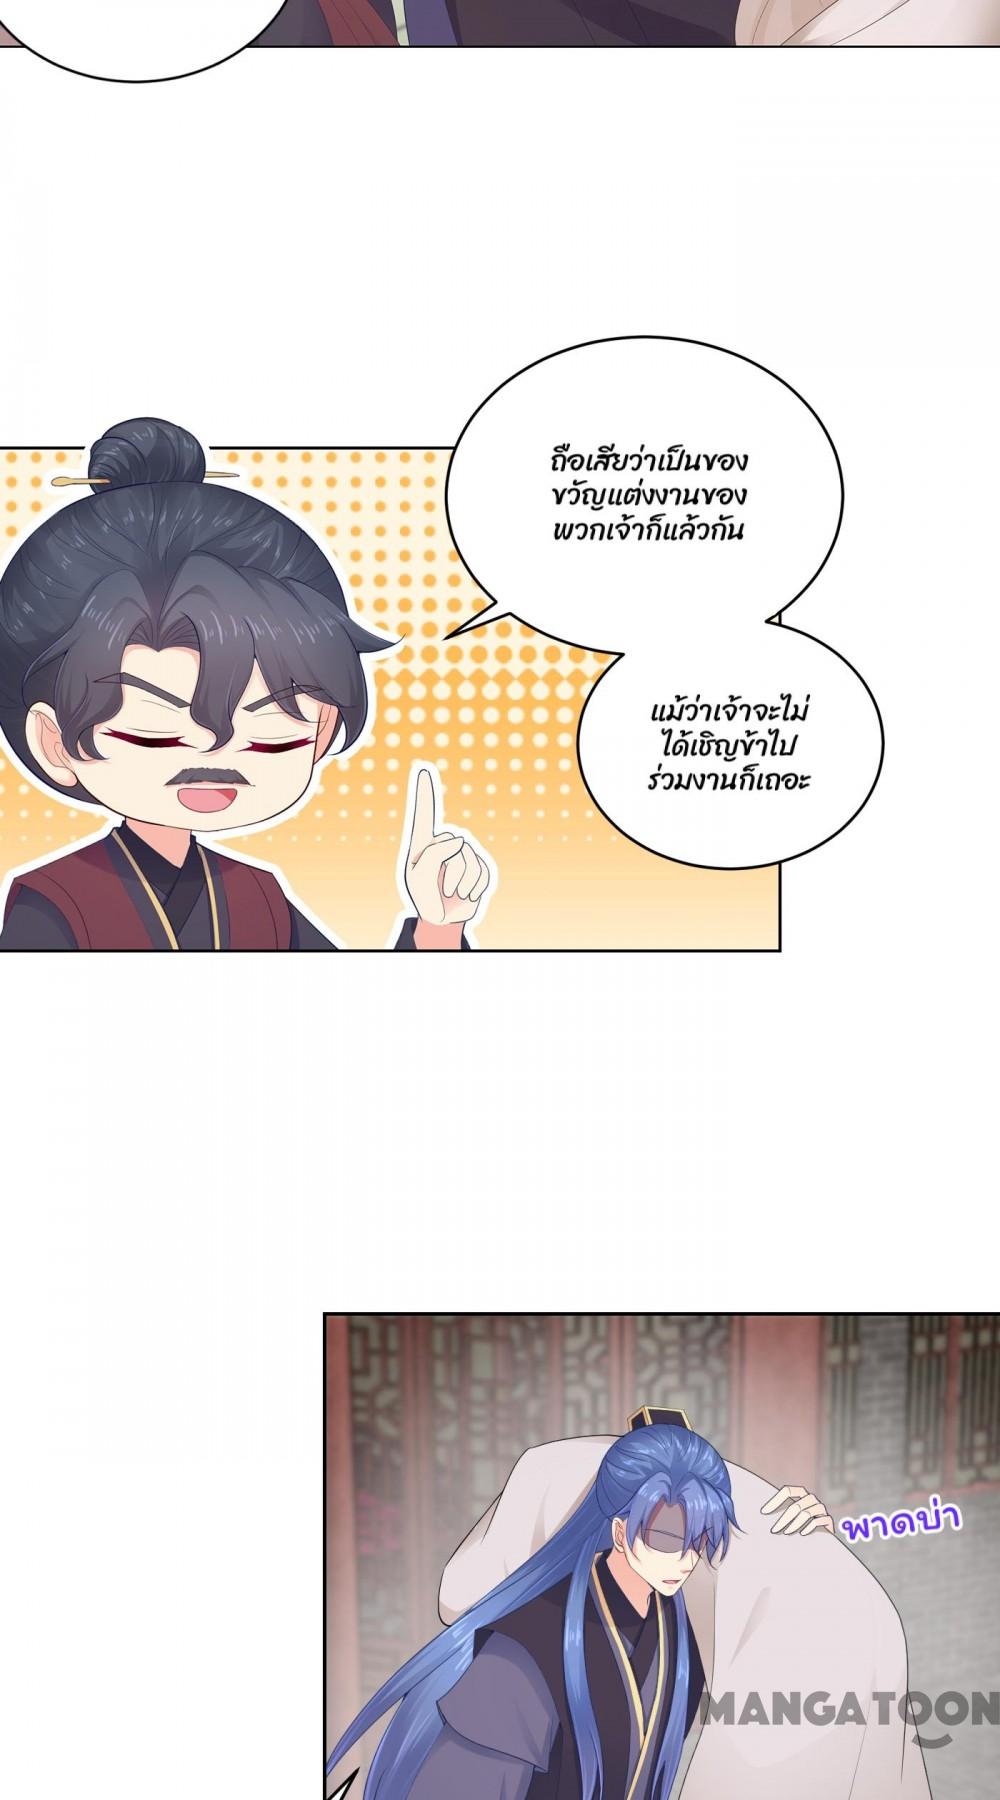 ถือเสียว่าเป็นของ
ขวัญแต่งงานของ
พวกเจ้าก็แล้วกัน
แม้ว่าเจ้าจะไม่
ได้เชิญข้าไป
ร่วมงานก็เถอะ
พาดบ่า
MANGATOON